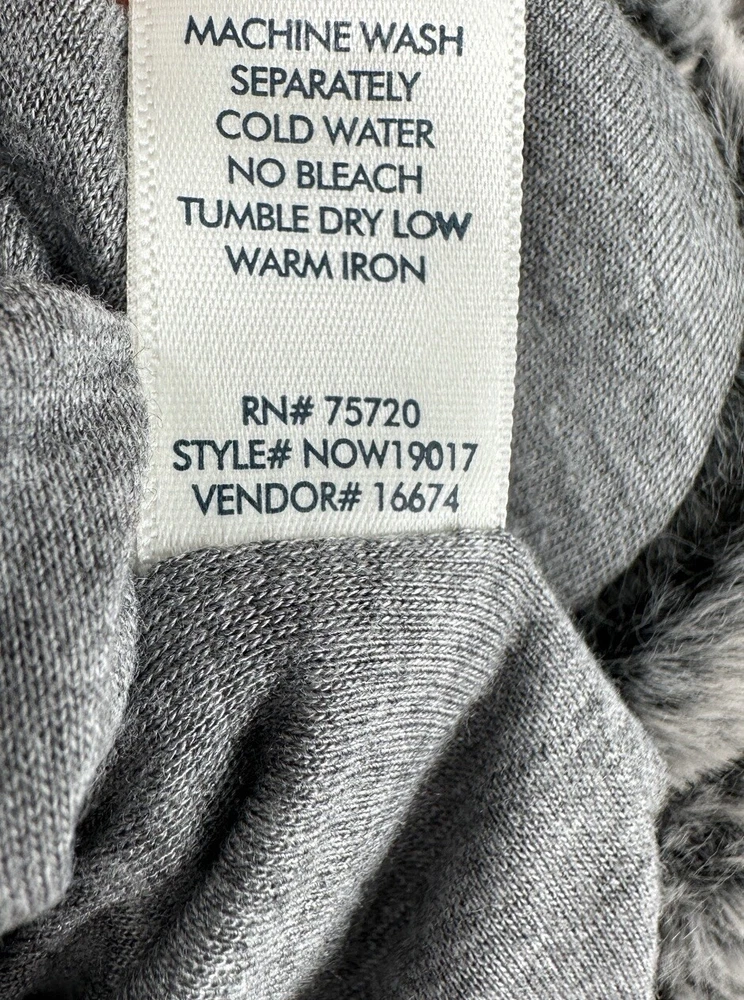 MACHINE WASH
SEPARATELY
COLD WATER
NO BLEACH
TUMBLE DRY LOW
WARM IRON
RN# 75720
STYLE# NOW19017
VENDOR# 16674